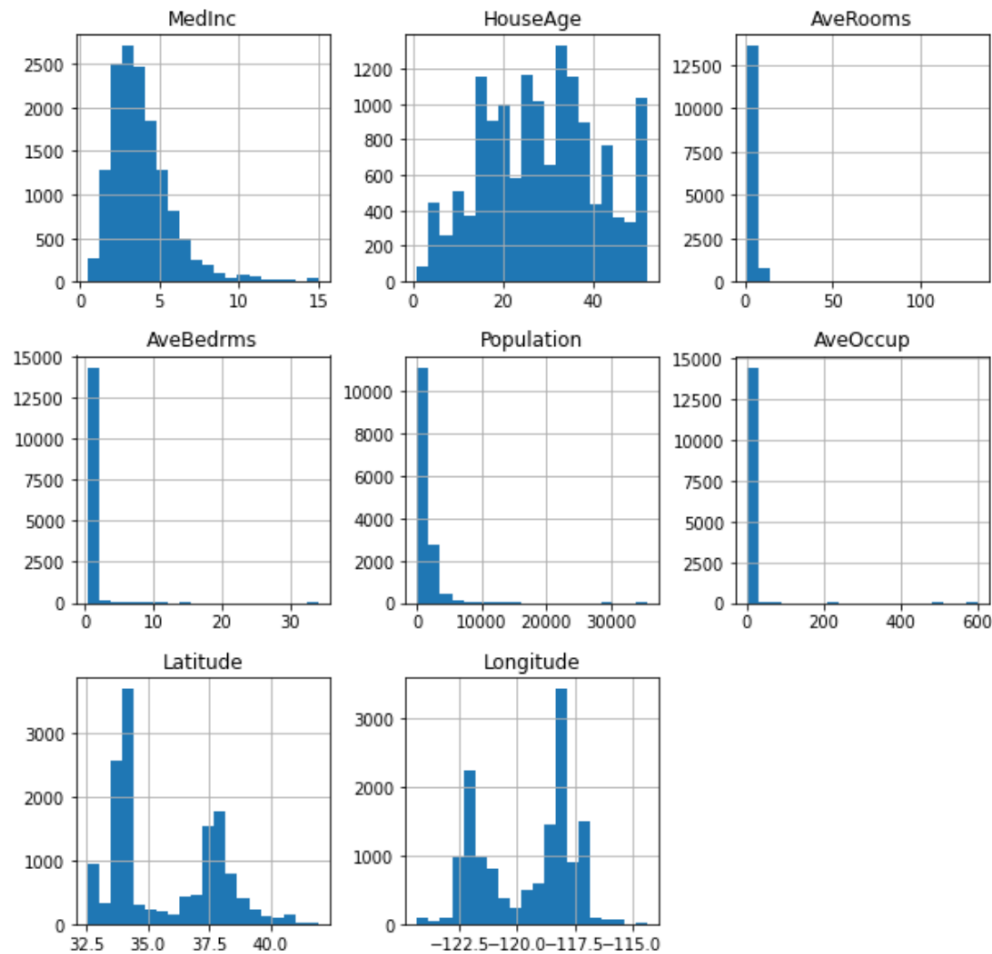 MedInc
2500
2000
1500
1000
500
0
0 5 10 15
HouseAge
1200
1000
800
600
400
200
0
0 20 40
AveRooms
12500
10000
7500
5000
2500
0
0 50 100
AveBedrms
15000
12500
10000
7500
5000
2500
0
0 10 20 30
Population
10000
8000
6000
4000
2000
0
0 10000 20000 30000
AveOccup
15000
12500
10000
7500
5000
2500
0
0 200 400 600
Latitude
3000
2000
1000
0
32.5 35.0 37.5 40.0
Longitude
3000
2000
1000
0
−122.5 −120.0 −117.5 −115.0